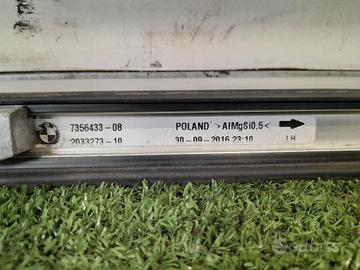 7356433-08 POLAND >AlMgSi0,5<
2033273-10 30-09-2016 23:10 LH